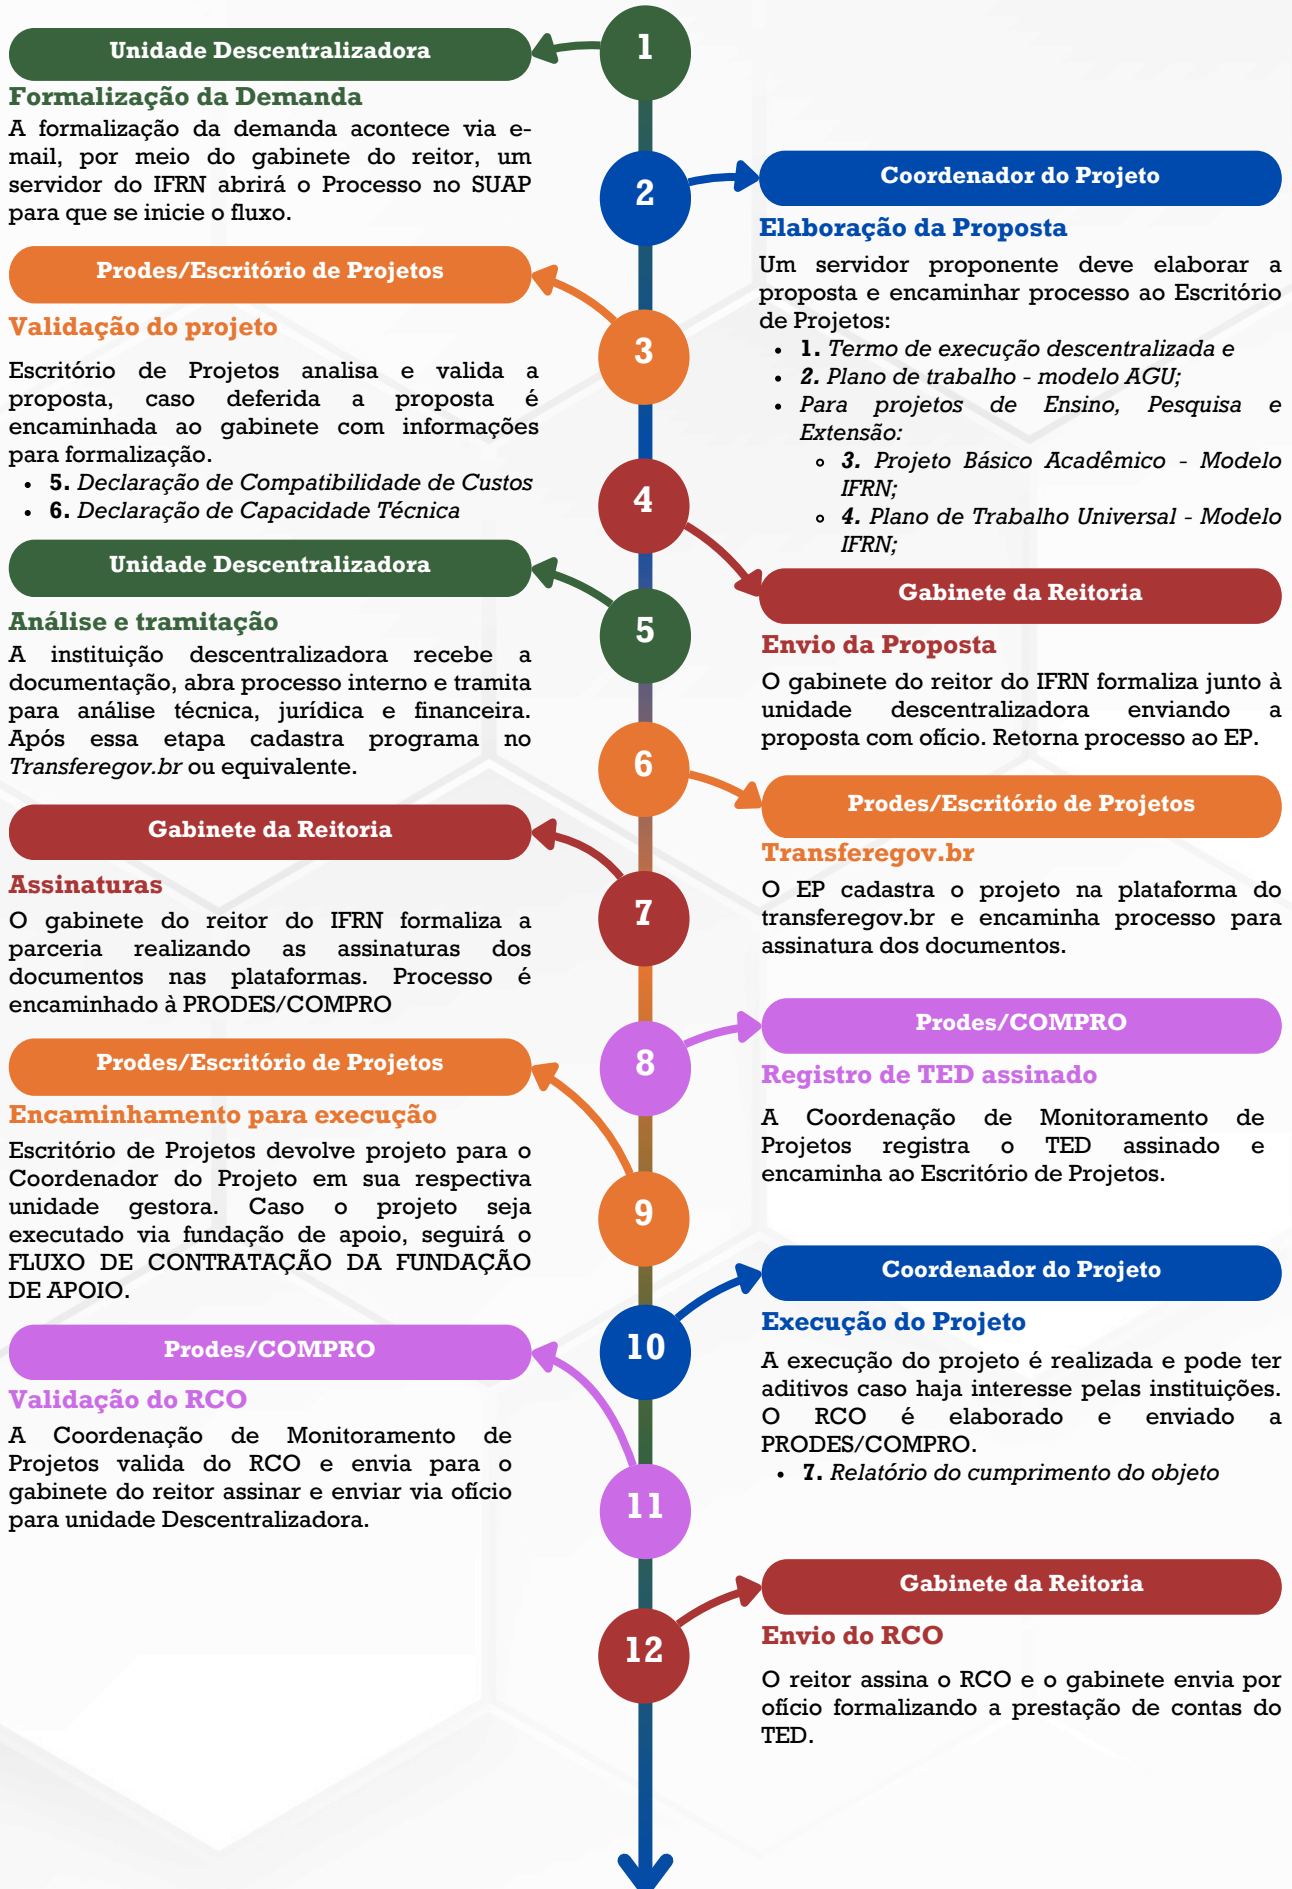 1
Unidade Descentralizadora
Formalização da Demanda
A formalização da demanda acontece via e-
mail, por meio do gabinete do reitor, um
servidor do IFRN abrirá o Processo no SUAP
para que se inicie o fluxo.
2
Coordenador do Projeto
Elaboração da Proposta
Um servidor proponente deve elaborar a
proposta e encaminhar processo ao Escritório
de Projetos:
• 1. Termo de execução descentralizada e
• 2. Plano de trabalho - modelo AGU;
• Para projetos de Ensino, Pesquisa e
Extensão:
◦ 3. Projeto Básico Acadêmico - Modelo
IFRN;
◦ 4. Plano de Trabalho Universal - Modelo
IFRN;
3
Prodes/Escritório de Projetos
Validação do projeto
Escritório de Projetos analisa e valida a
proposta, caso deferida a proposta é
encaminhada ao gabinete com informações
para formalização.
• 5. Declaração de Compatibilidade de Custos
• 6. Declaração de Capacidade Técnica
4
Gabinete da Reitoria
Envio da Proposta
O gabinete do reitor do IFRN formaliza junto à
unidade descentralizadora enviando a
proposta com ofício. Retorna processo ao EP.
5
Unidade Descentralizadora
Análise e tramitação
A instituição descentralizadora recebe a
documentação, abra processo interno e tramita
para análise técnica, jurídica e financeira.
Após essa etapa cadastra programa no
Transferegov.br ou equivalente.
6
Prodes/Escritório de Projetos
Transferegov.br
O EP cadastra o projeto na plataforma do
transferegov.br e encaminha processo para
assinatura dos documentos.
7
Gabinete da Reitoria
Assinaturas
O gabinete do reitor do IFRN formaliza a
parceria realizando as assinaturas dos
documentos nas plataformas. Processo é
encaminhado à PRODES/COMPRO
8
Prodes/COMPRO
Registro de TED assinado
A Coordenação de Monitoramento de
Projetos registra o TED assinado e
encaminha ao Escritório de Projetos.
9
Prodes/Escritório de Projetos
Encaminhamento para execução
Escritório de Projetos devolve projeto para o
Coordenador do Projeto em sua respectiva
unidade gestora. Caso o projeto seja
executado via fundação de apoio, seguirá o
FLUXO DE CONTRATAÇÃO DA FUNDAÇÃO
DE APOIO.
10
Coordenador do Projeto
Execução do Projeto
A execução do projeto é realizada e pode ter
aditivos caso haja interesse pelas instituições.
O RCO é elaborado e enviado a
PRODES/COMPRO.
• 7. Relatório do cumprimento do objeto
11
Prodes/COMPRO
Validação do RCO
A Coordenação de Monitoramento de
Projetos valida do RCO e envia para o
gabinete do reitor assinar e enviar via ofício
para unidade Descentralizadora.
12
Gabinete da Reitoria
Envio do RCO
O reitor assina o RCO e o gabinete envia por
ofício formalizando a prestação de contas do
TED.